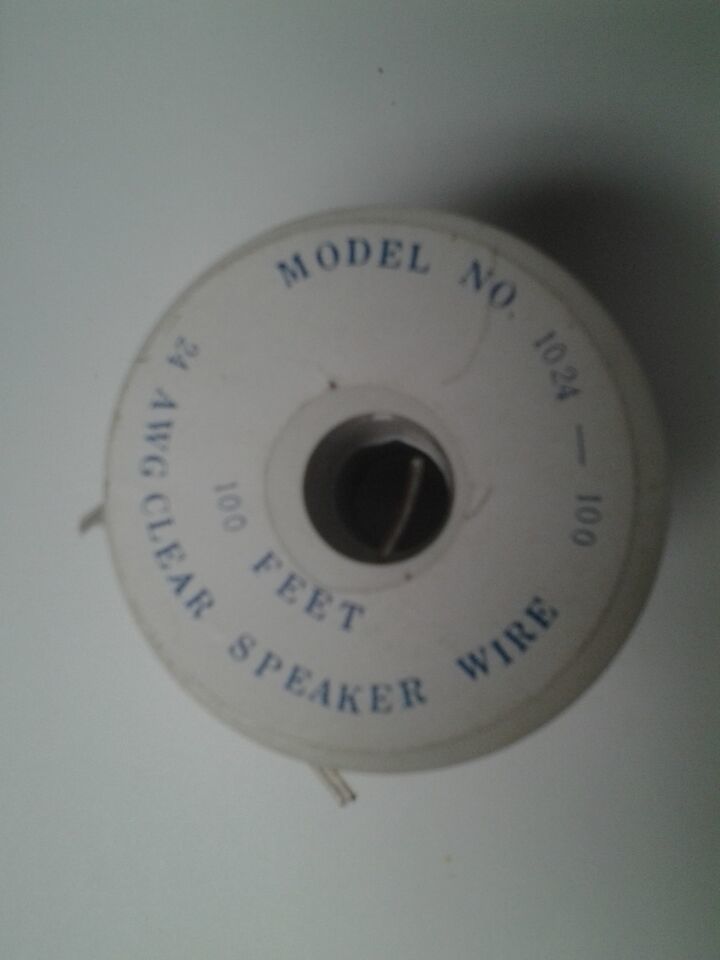 MODEL NO. 1024 — 100
24 AWG CLEAR SPEAKER WIRE
100 FEET